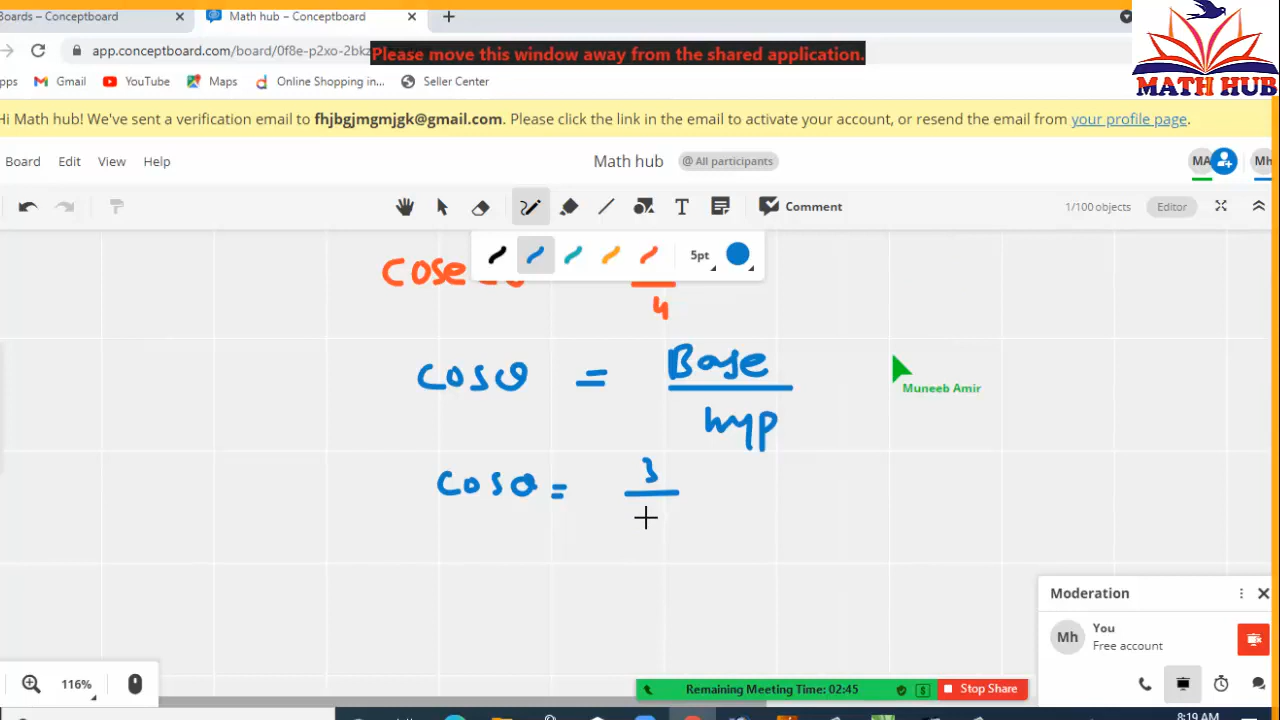 Boards – Conceptboard
Math hub – Conceptboard
app.conceptboard.com/board/0f8e-p2xo-2bkz
Please move this window away from the shared application.
MATH HUB
pps
Gmail
YouTube
Maps
Online Shopping in...
Seller Center
Hi Math hub! We've sent a verification email to fhjbgjmgmjgk@gmail.com. Please click the link in the email to activate your account, or resend the email from your profile page.
Board Edit View Help
Math hub
@ All participants
MA
Mh
Comment
1/100 objects
Editor
5pt
4
cosθ = Base
hyp
Muneeb Amir
cosθ = 3
Moderation
Mh
You
Free account
116%
Remaining Meeting Time: 02:45
Stop Share
8:19 AM